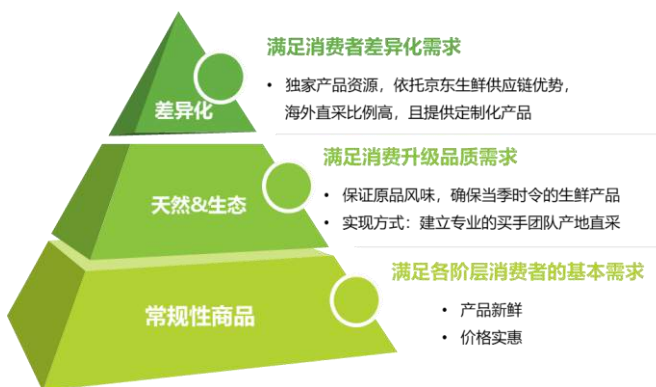 满足消费者差异化需求
• 独家产品资源，依托京东生鲜供应链优势，
海外直采比例高，且提供定制化产品
差异化
满足消费升级品质需求
• 保证原品风味，确保当季时令的生鲜产品
• 实现方式：建立专业的买手团队产地直采
天然&生态
满足各阶层消费者的基本需求
• 产品新鲜
• 价格实惠
常规性商品